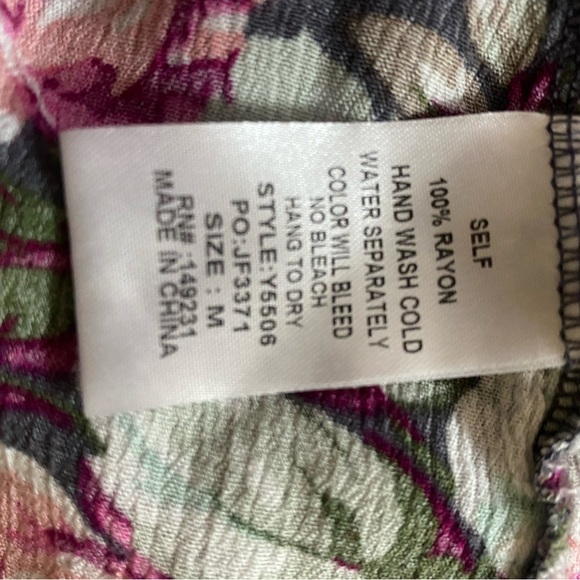 SELF
100% RAYON
HAND WASH COLD
WATER SEPARATELY
COLOR WILL BLEED
NO BLEACH
HANG TO DRY
STYLE:Y5506
PO:JF3371
SIZE : M
RN# :149231
MADE IN CHINA